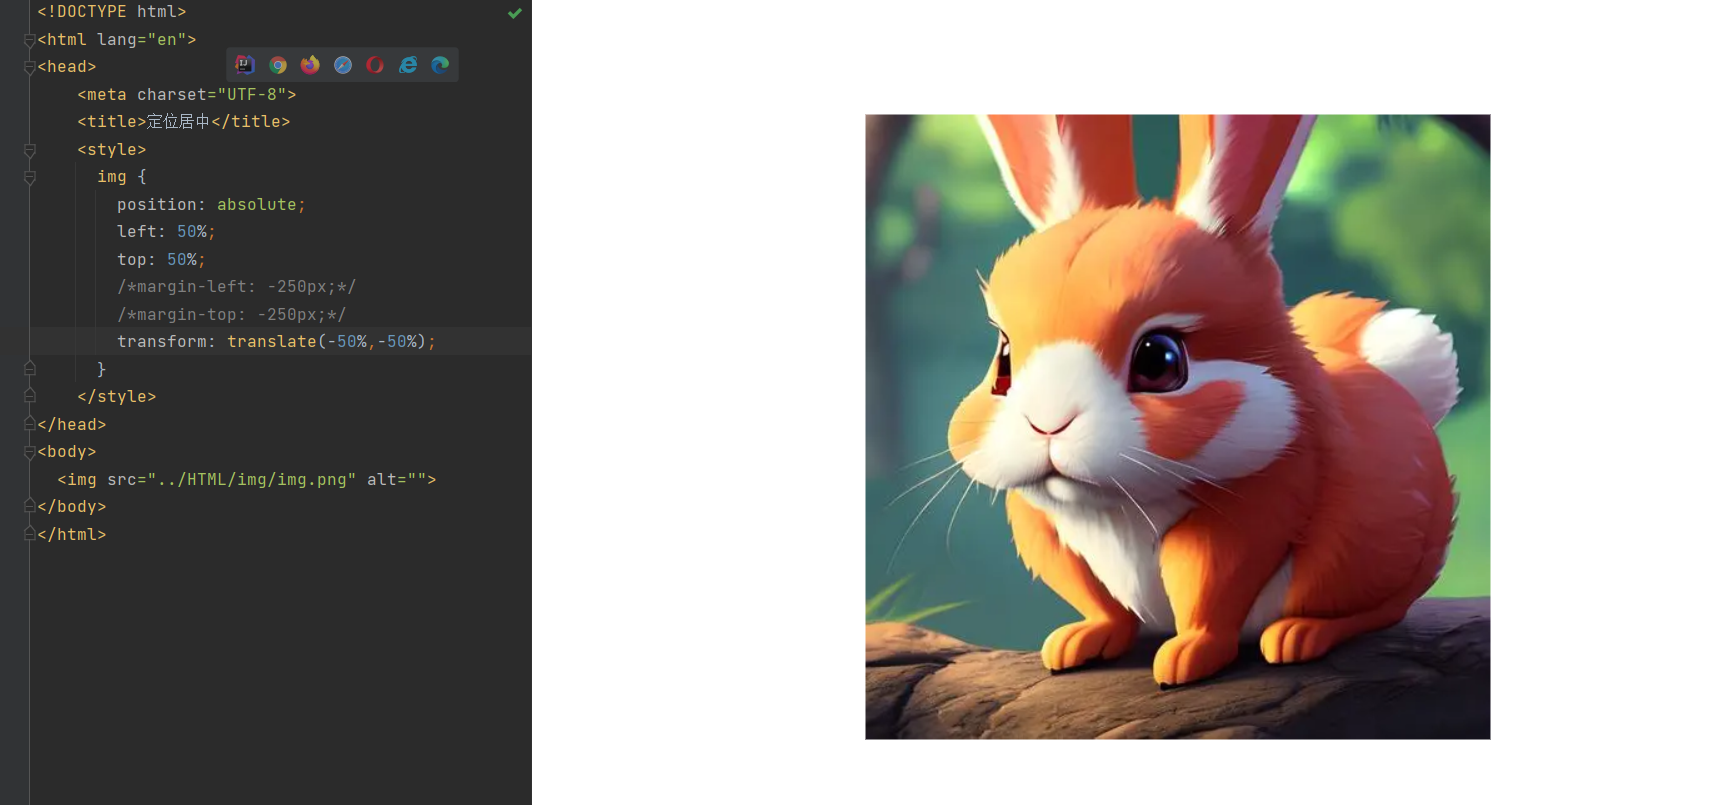 <!DOCTYPE html>
<html lang="en">
<head>
    <meta charset="UTF-8">
    <title>定位居中</title>
    <style>
      img {
        position: absolute;
        left: 50%;
        top: 50%;
        /*margin-left: -250px;*/
        /*margin-top: -250px;*/
        transform: translate(-50%,-50%);
      }
    </style>
</head>
<body>
  <img src="../HTML/img/img.png" alt="">
</body>
</html>